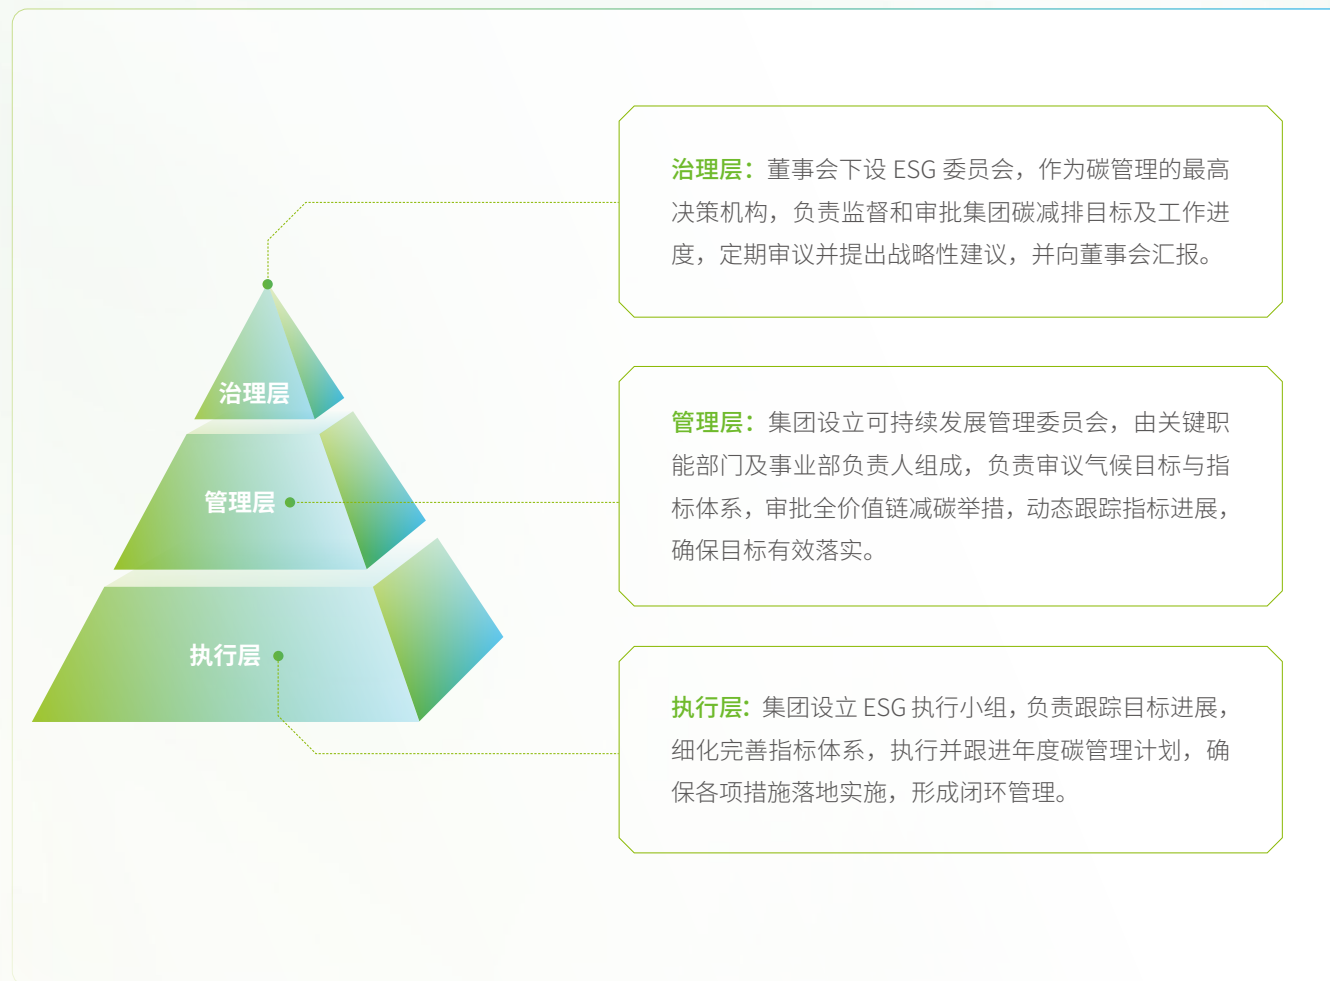 治理层：董事会下设 ESG 委员会，作为碳管理的最高
决策机构，负责监督和审批集团碳减排目标及工作进
度，定期审议并提出战略性建议，并向董事会汇报。
治理层
管理层：集团设立可持续发展管理委员会，由关键职
能部门及事业部负责人组成，负责审议气候目标与指
标体系，审批全价值链减碳举措，动态跟踪指标进展，
确保目标有效落实。
管理层
执行层：集团设立 ESG 执行小组，负责跟踪目标进展，
细化完善指标体系，执行并跟进年度碳管理计划，确
保各项措施落地实施，形成闭环管理。
执行层